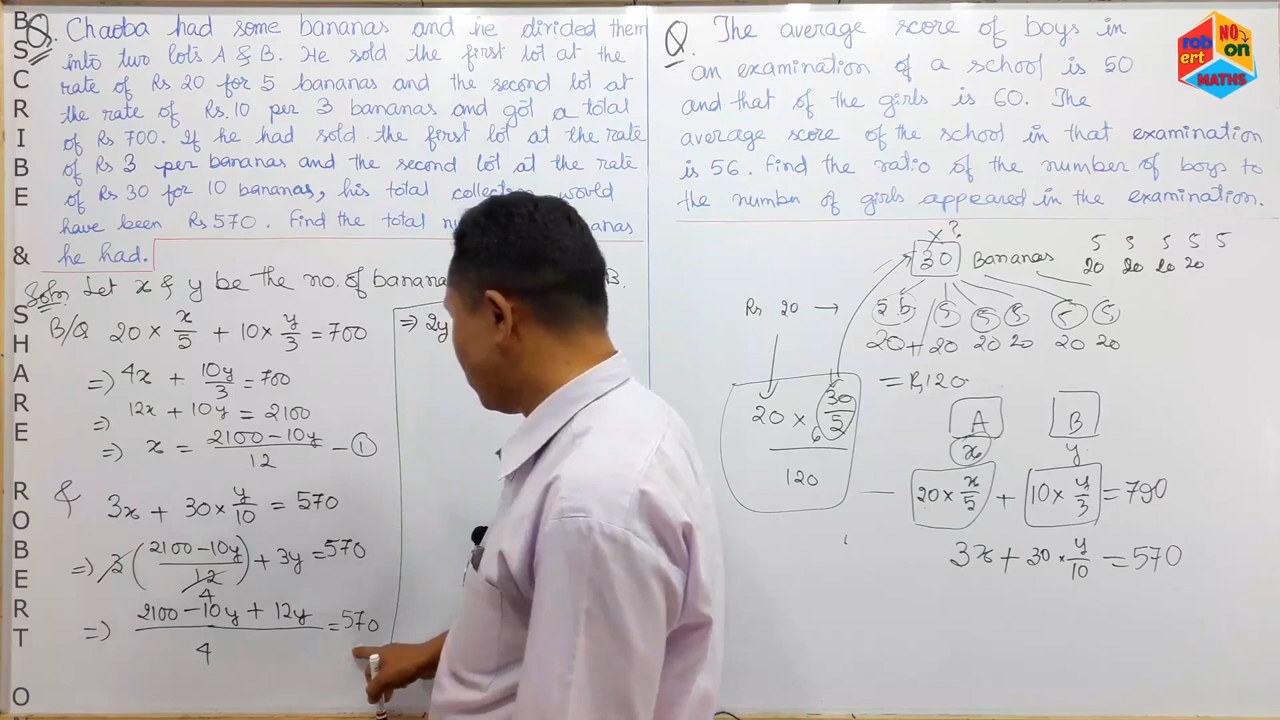 BSCRIBE & SHARE ROBERT O
Q. Chaoba had some bananas and he divided them
into two lots A & B. He sold the first lot at the
rate of Rs 20 for 5 bananas and the second lot at
the rate of Rs. 10 per 3 bananas and got a total
of Rs 700. If he had sold the first lot at the rate
of Rs 3 per bananas and the second lot at the rate
of Rs 30 for 10 bananas, his total would
have been Rs 570. Find the total
he had.
Soln. Let x & y be the no. of banana B.
B/Q 20 × x/5 + 10 × y/3 = 700
=> 4x + 10y/3 = 700
=> 12x + 10y = 2100
=> x = 2100 - 10y/12 - ①
& 3x + 30 × y/10 = 570
=> 3(2100 - 10y/12) + 3y = 570
4
=> 2100 - 10y + 12y/4 = 570
=> 2y
Q. The average score of boys in
an examination of a school is 50
and that of the girls is 60. The
average score of the school in that examination
is 56. Find the ratio of the number of boys to
the number of girls appeared in the examination.
rob ert NO on MATHS
x?
30 Bananas
5 5 5 5 5
20 20 20 20
Rs 20 →
5 5 5 5 5 5
20 + 20 20 20 20 20
= Rs 120
20 × 30/5
6
120
A B
x y
20 × x/5 + 10 × y/3 = 700
3x + 30 × y/10 = 570